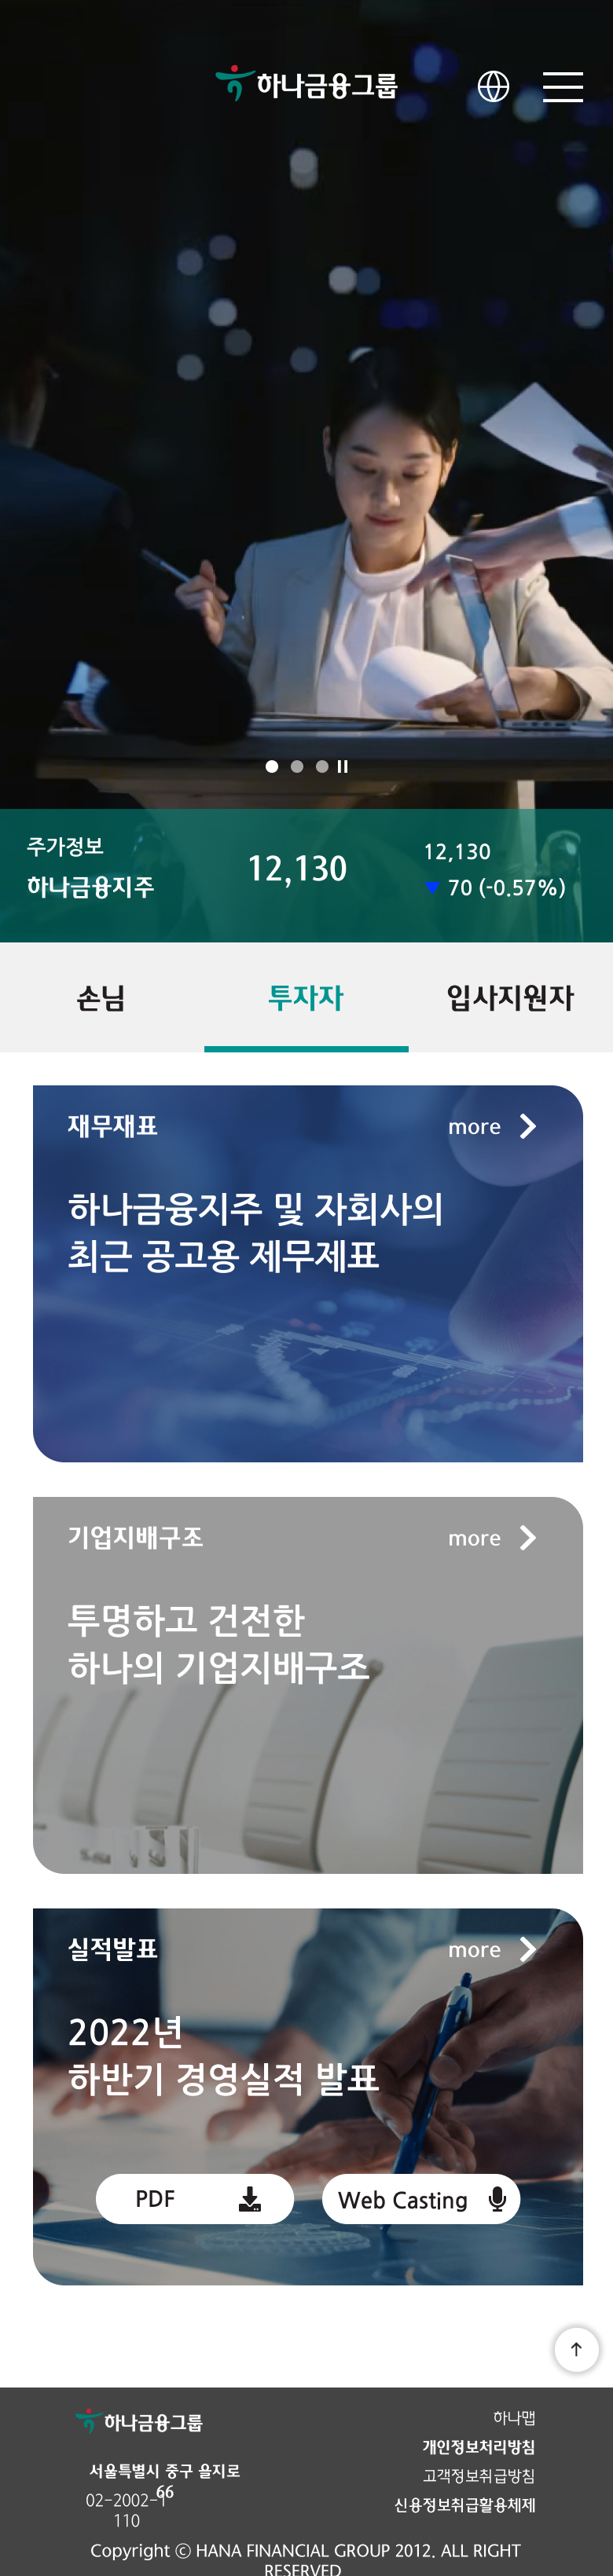 하나금융그룹
주가정보
하나금융지주
12,130
12,130
▼ 70 (-0.57%)
손님
투자자
입사지원자
재무재표
more
하나금융지주 및 자회사의
최근 공고용 제무제표
기업지배구조
more
투명하고 건전한
하나의 기업지배구조
실적발표
more
2022년
하반기 경영실적 발표
PDF
Web Casting
하나금융그룹
서울특별시 중구 을지로
66
02-2002-1
110
하나맵
개인정보처리방침
고객정보취급방침
신용정보취급활용체제
Copyright ⓒ HANA FINANCIAL GROUP 2012. ALL RIGHT
RESERVED